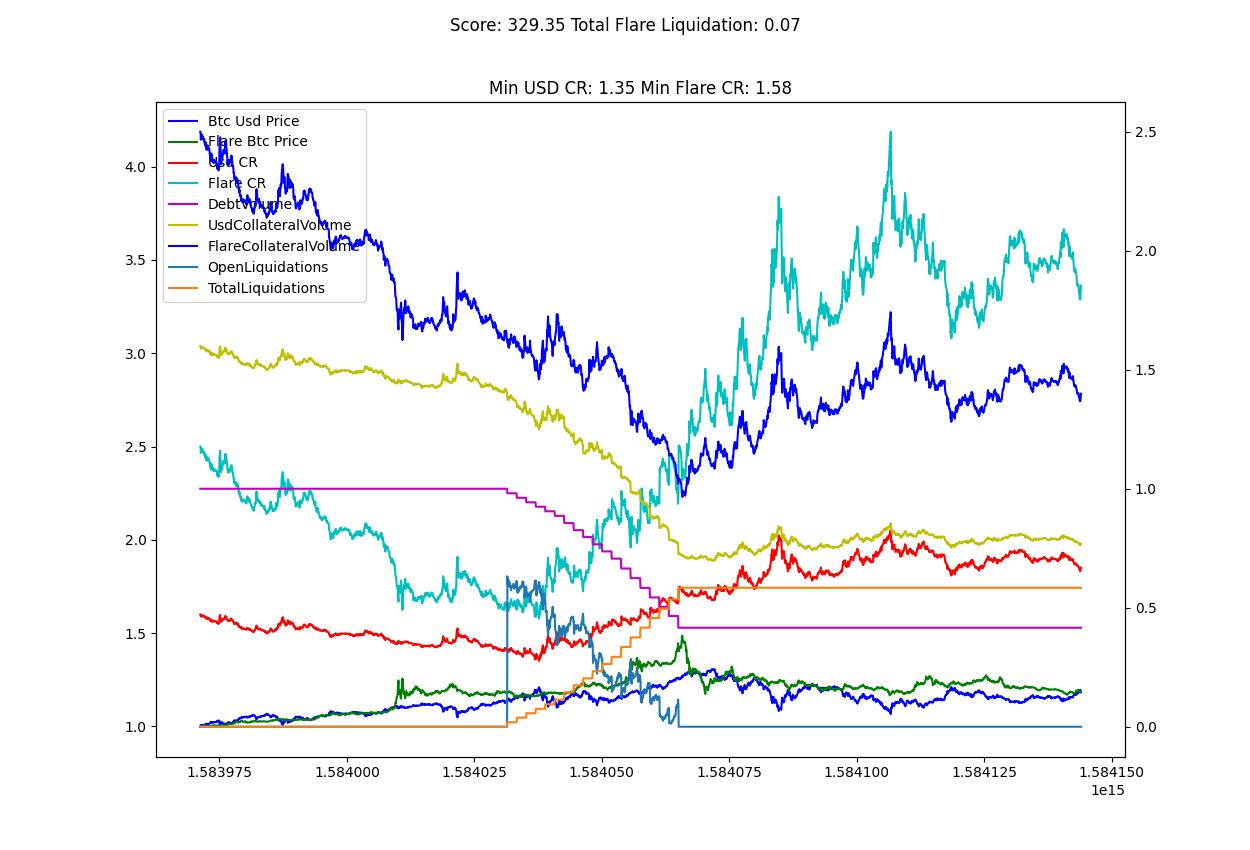 Score: 329.35 Total Flare Liquidation: 0.07
Min USD CR: 1.35 Min Flare CR: 1.58
Btc Usd Price
Flare Btc Price
Usd CR
Flare CR
DebtVolume
UsdCollateralVolume
FlareCollateralVolume
OpenLiquidations
TotalLiquidations
4.0
3.5
3.0
2.5
2.0
1.5
1.0
2.5
2.0
1.5
1.0
0.5
0.0
1.583975 1.584000 1.584025 1.584050 1.584075 1.584100 1.584125 1.584150
1e15